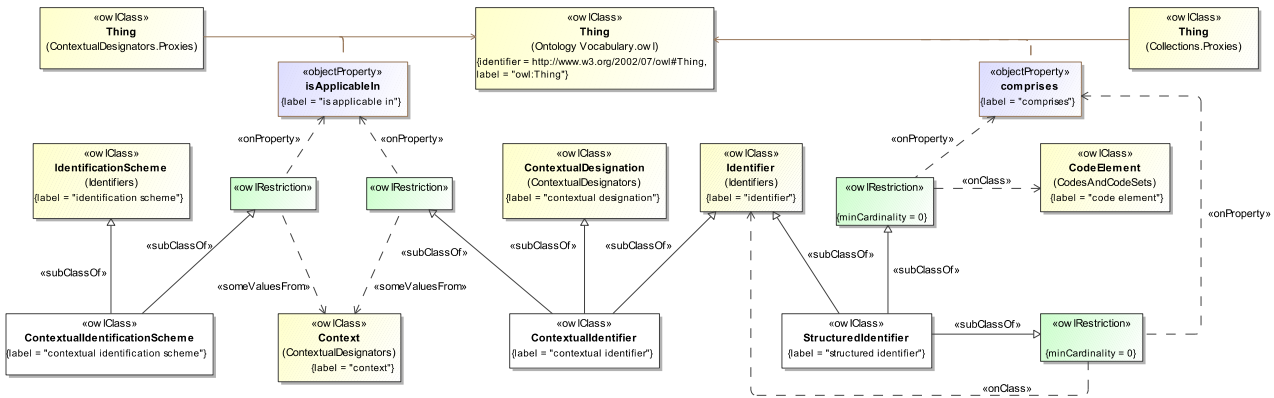 «owlClass»
Thing
(ContextualDesignators.Proxies)
«owlClass»
Thing
(Ontology Vocabulary.owl)
{identifier = http://www.w3.org/2002/07/owl#Thing,
label = "owl:Thing"}
«owlClass»
Thing
(Collections.Proxies)
«objectProperty»
isApplicableIn
{label = "is applicable in"}
«objectProperty»
comprises
{label = "comprises"}
«onProperty»
«onProperty»
«onProperty»
«owlClass»
IdentificationScheme
(Identifiers)
{label = "identification scheme"}
«owlRestriction»
«owlRestriction»
«owlClass»
ContextualDesignation
(ContextualDesignators)
{label = "contextual designation"}
«owlClass»
Identifier
(Identifiers)
{label = "identifier"}
«owlRestriction»
{minCardinality = 0}
«onClass»
«owlClass»
CodeElement
(CodesAndCodeSets)
{label = "code element"}
«onProperty»
«subClassOf»
«subClassOf»
«subClassOf»
«subClassOf»
«subClassOf»
«subClassOf»
«subClassOf»
«subClassOf»
«someValuesFrom»
«someValuesFrom»
«owlClass»
ContextualIdentificationScheme
{label = "contextual identification scheme"}
«owlClass»
Context
(ContextualDesignators)
{label = "context"}
«owlClass»
ContextualIdentifier
{label = "contextual identifier"}
«owlClass»
StructuredIdentifier
{label = "structured identifier"}
«subClassOf»
«owlRestriction»
{minCardinality = 0}
«onClass»